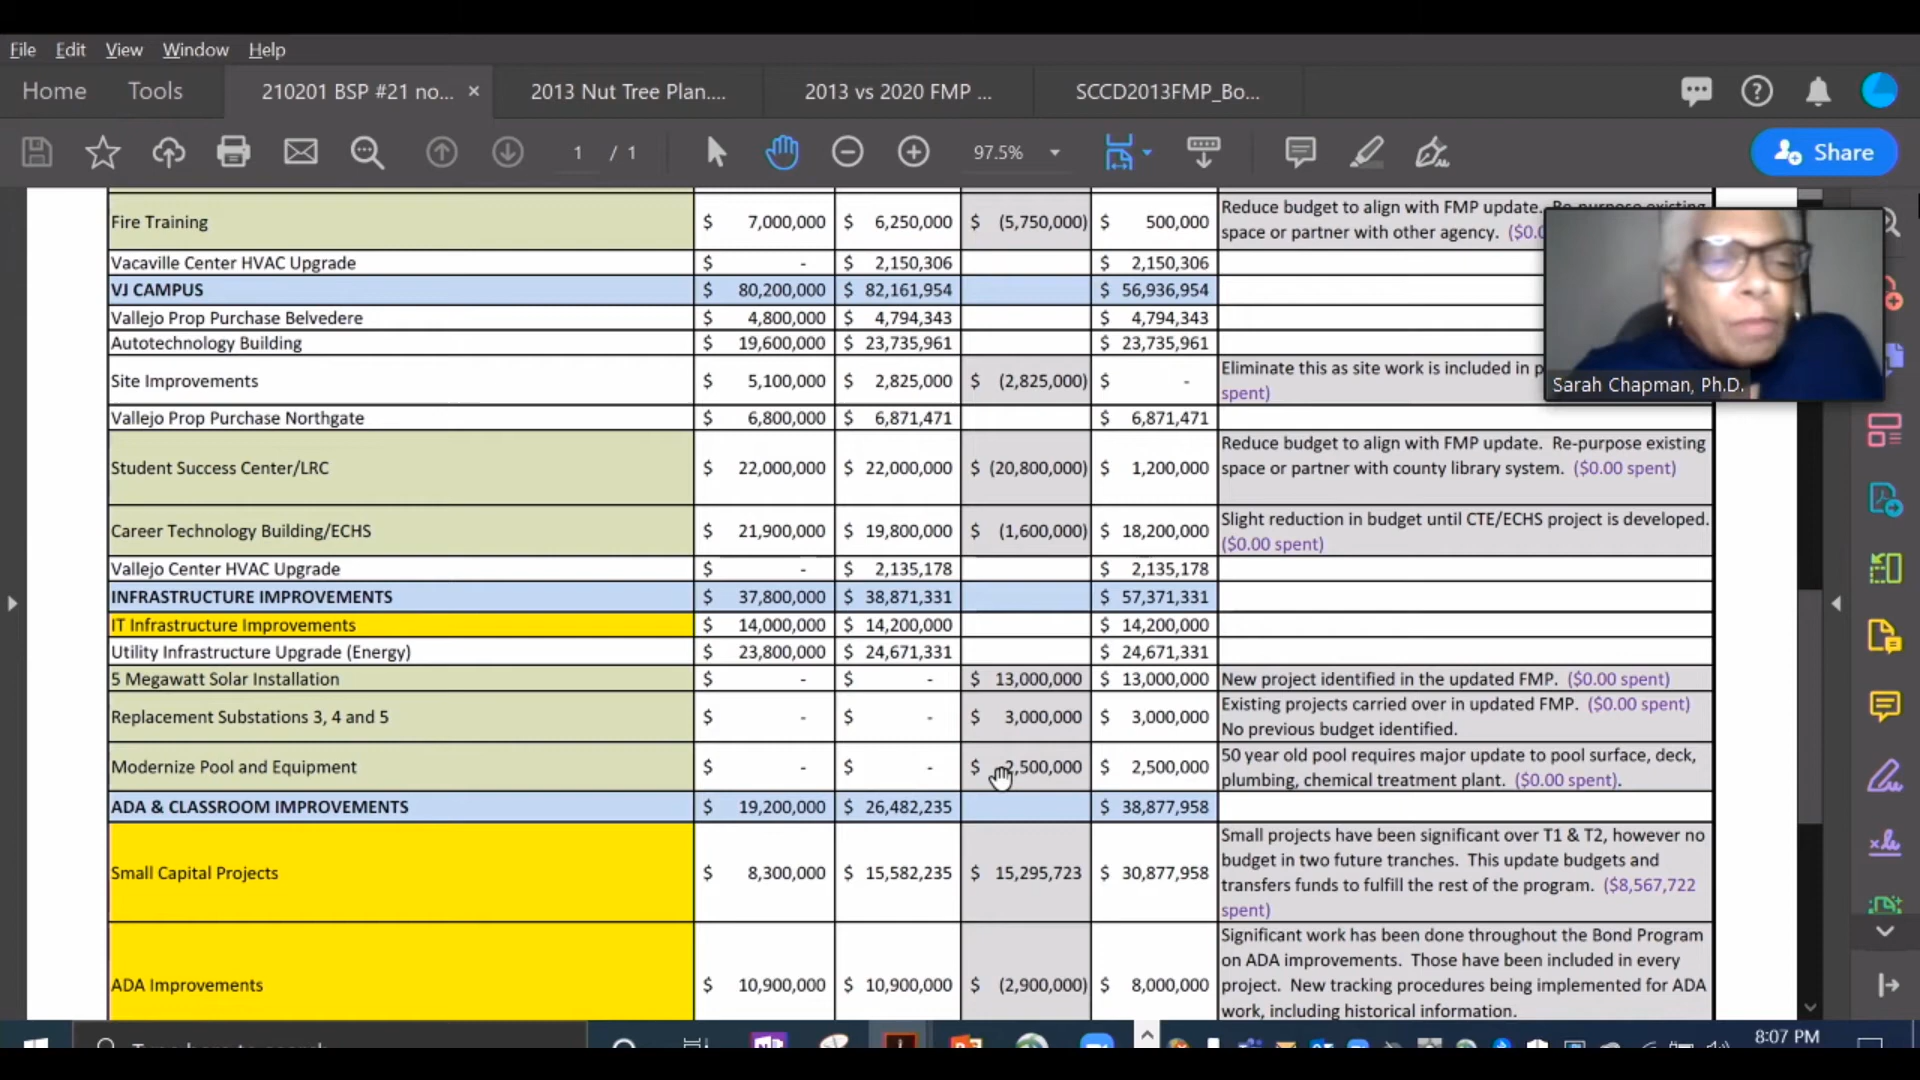 File Edit View Window Help
Home Tools 210201 BSP #21 no... × 2013 Nut Tree Plan.... 2013 vs 2020 FMP ... SCCD2013FMP_Bo...
1 / 1 97.5% Share
Fire Training $ 7,000,000 $ 6,250,000 $ (5,750,000) $ 500,000 Reduce budget to align with FMP update. Re-purpose existing
space or partner with other agency.
Vacaville Center HVAC Upgrade $ - $ 2,150,306 $ 2,150,306
VJ CAMPUS $ 80,200,000 $ 82,161,954 $ 56,936,954
Vallejo Prop Purchase Belvedere $ 4,800,000 $ 4,794,343 $ 4,794,343
Autotechnology Building $ 19,600,000 $ 23,735,961 $ 23,735,961
Site Improvements $ 5,100,000 $ 2,825,000 $ (2,825,000) $ - Eliminate this as site work is included in
spent)
Sarah Chapman, Ph.D.
Vallejo Prop Purchase Northgate $ 6,800,000 $ 6,871,471 $ 6,871,471
Student Success Center/LRC $ 22,000,000 $ 22,000,000 $ (20,800,000) $ 1,200,000 Reduce budget to align with FMP update. Re-purpose existing
space or partner with county library system. ($0.00 spent)
Career Technology Building/ECHS $ 21,900,000 $ 19,800,000 $ (1,600,000) $ 18,200,000 Slight reduction in budget until CTE/ECHS project is developed.
($0.00 spent)
Vallejo Center HVAC Upgrade $ - $ 2,135,178 $ 2,135,178
INFRASTRUCTURE IMPROVEMENTS $ 37,800,000 $ 38,871,331 $ 57,371,331
IT Infrastructure Improvements $ 14,000,000 $ 14,200,000 $ 14,200,000
Utility Infrastructure Upgrade (Energy) $ 23,800,000 $ 24,671,331 $ 24,671,331
5 Megawatt Solar Installation $ - $ - $ 13,000,000 $ 13,000,000 New project identified in the updated FMP. ($0.00 spent)
Replacement Substations 3, 4 and 5 $ - $ - $ 3,000,000 $ 3,000,000 Existing projects carried over in updated FMP. ($0.00 spent)
No previous budget identified.
Modernize Pool and Equipment $ - $ - $ 2,500,000 $ 2,500,000 50 year old pool requires major update to pool surface, deck,
plumbing, chemical treatment plant. ($0.00 spent).
ADA & CLASSROOM IMPROVEMENTS $ 19,200,000 $ 26,482,235 $ 38,877,958
Small Capital Projects $ 8,300,000 $ 15,582,235 $ 15,295,723 $ 30,877,958 Small projects have been significant over T1 & T2, however no
budget in two future tranches. This update budgets and
transfers funds to fulfill the rest of the program. ($8,567,722
spent)
ADA Improvements $ 10,900,000 $ 10,900,000 $ (2,900,000) $ 8,000,000 Significant work has been done throughout the Bond Program
on ADA improvements. Those have been included in every
project. New tracking procedures being implemented for ADA
work, including historical information.
8:07 PM